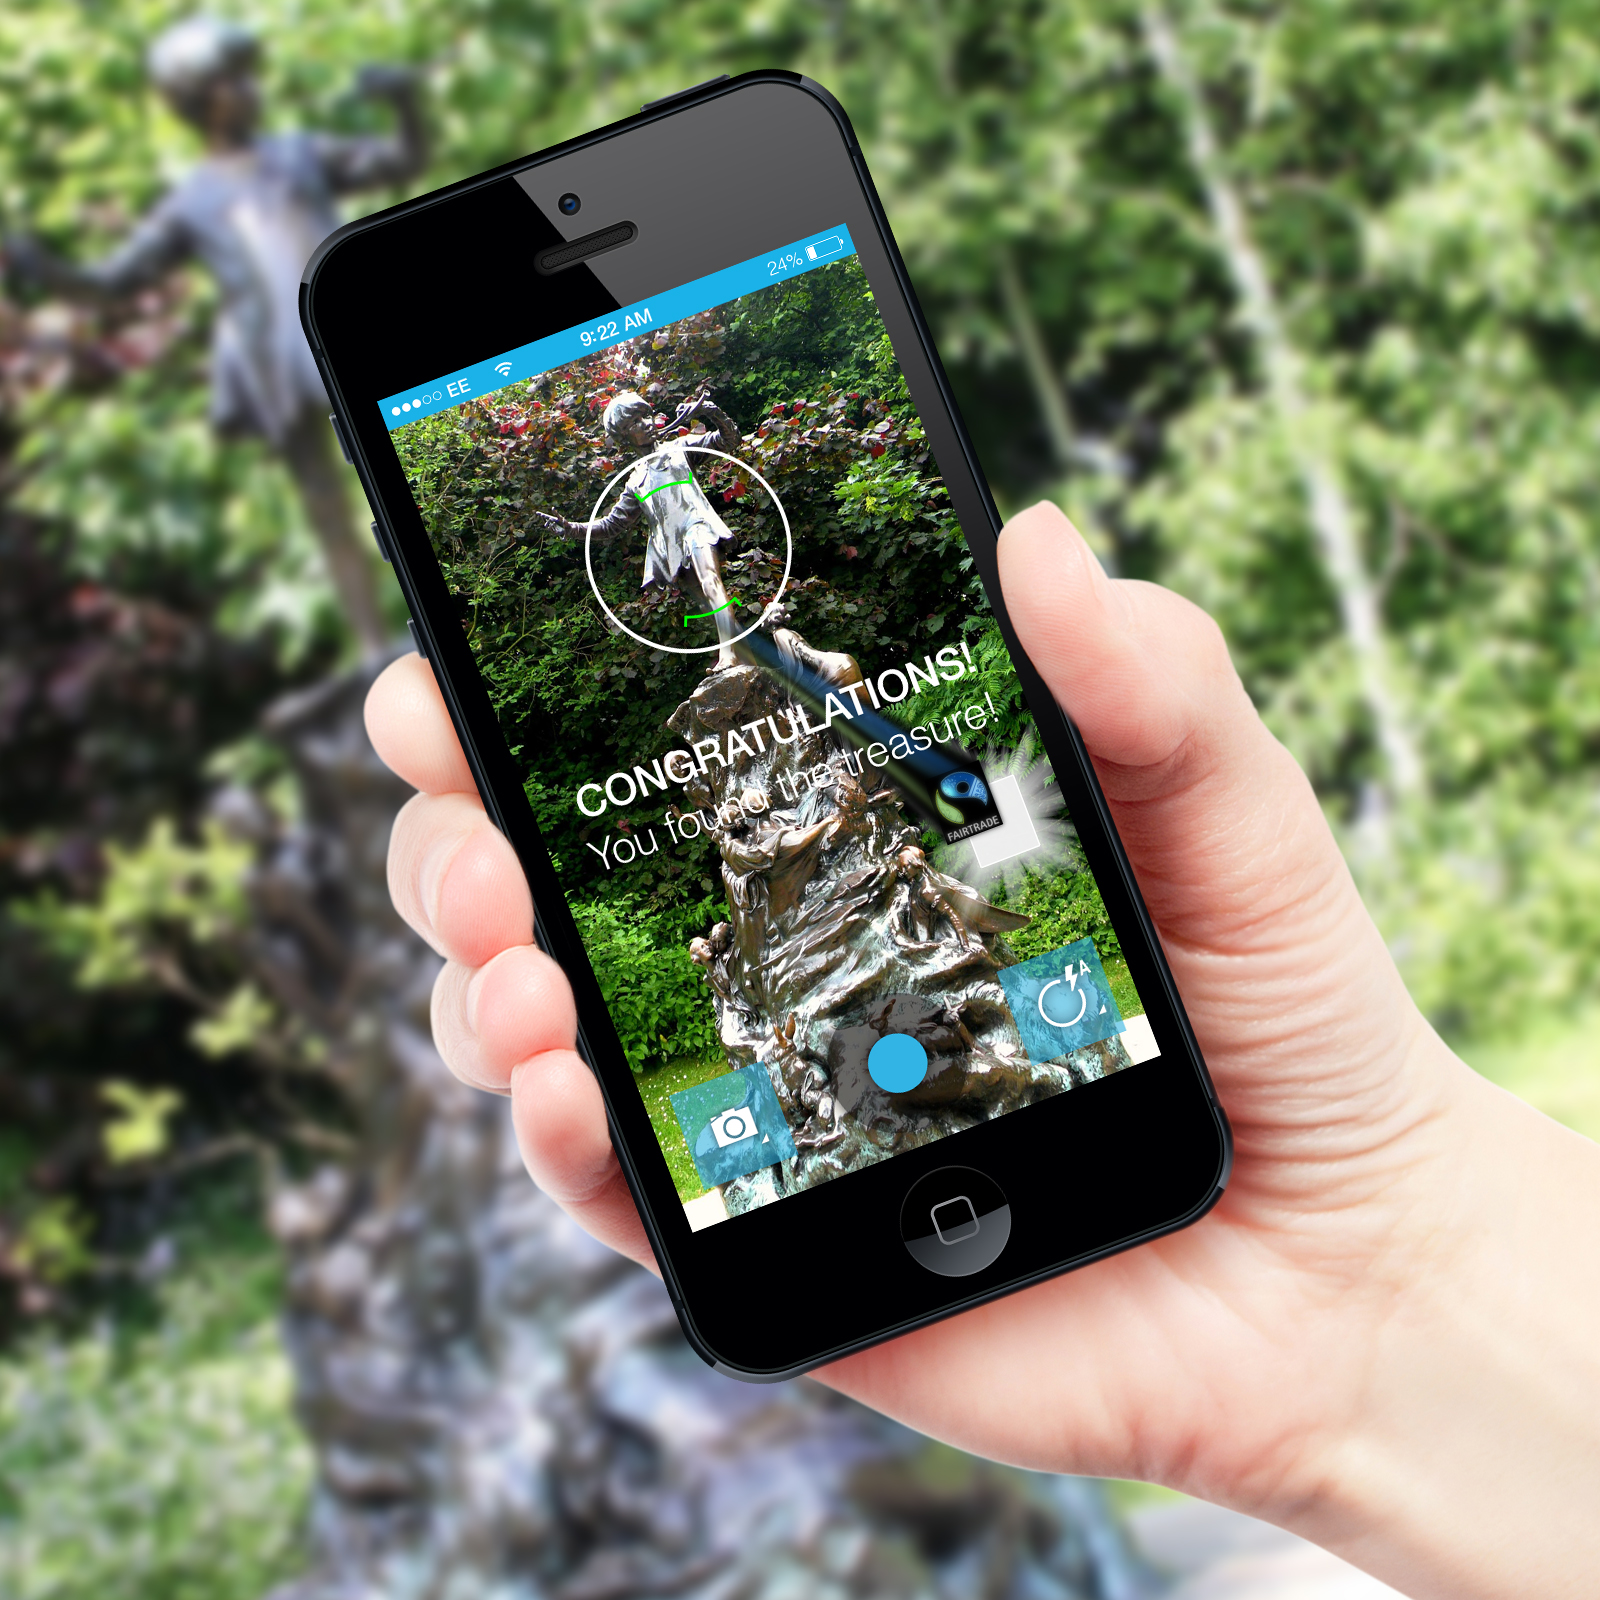 EE 9:22 AM 24%
CONGRATULATIONS!
You found the treasure!
FAIRTRADE
A